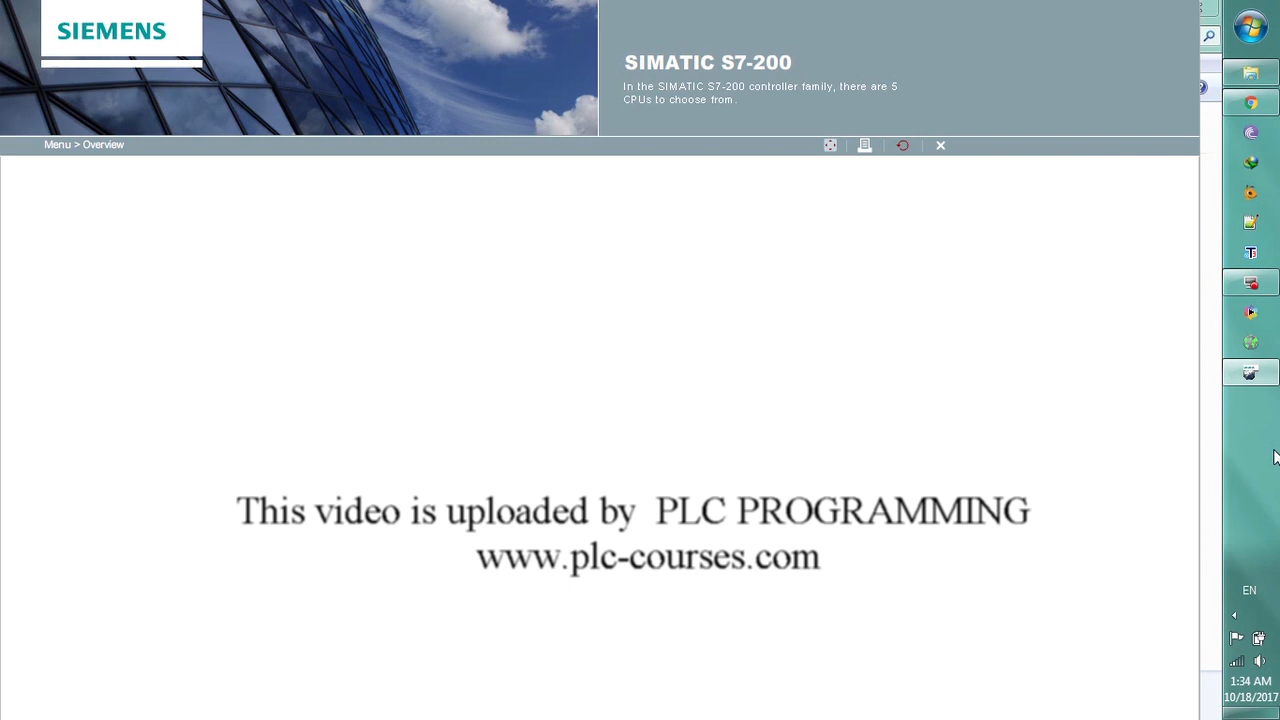 SIEMENS
SIMATIC S7-200
In the SIMATIC S7-200 controller family, there are 5
CPUs to choose from.
Menu > Overview
This video is uploaded by PLC PROGRAMMING
www.plc-courses.com
EN
1:34 AM
10/18/2017